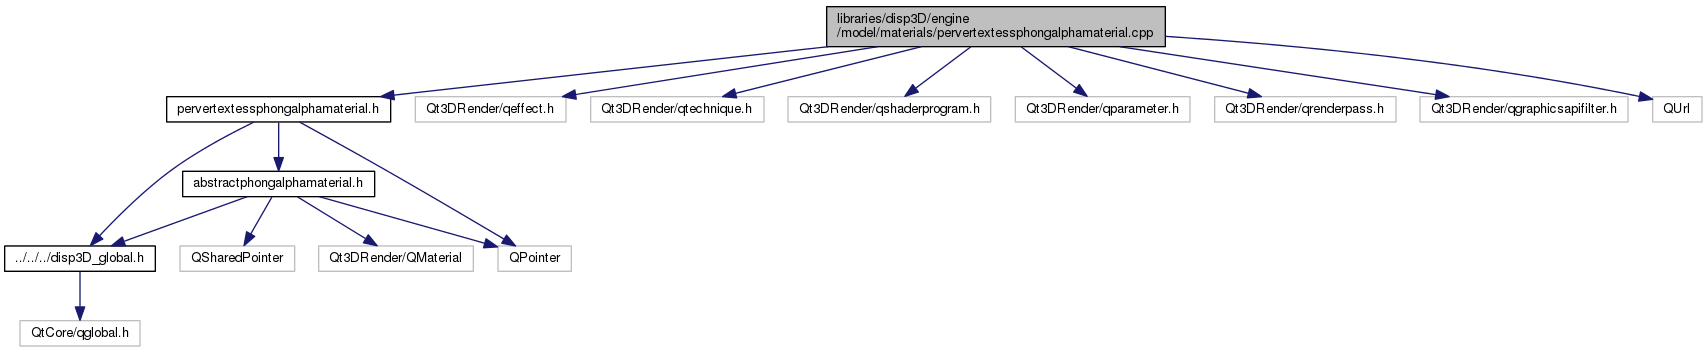 libraries/disp3D/engine
/model/materials/pervertextessphongalphamaterial.cpp
pervertextessphongalphamaterial.h
Qt3DRender/qeffect.h
Qt3DRender/qtechnique.h
Qt3DRender/qshaderprogram.h
Qt3DRender/qparameter.h
Qt3DRender/qrenderpass.h
Qt3DRender/qgraphicsapifilter.h
QUrl
abstractphongalphamaterial.h
../../../disp3D_global.h
QSharedPointer
Qt3DRender/QMaterial
QPointer
QtCore/qglobal.h